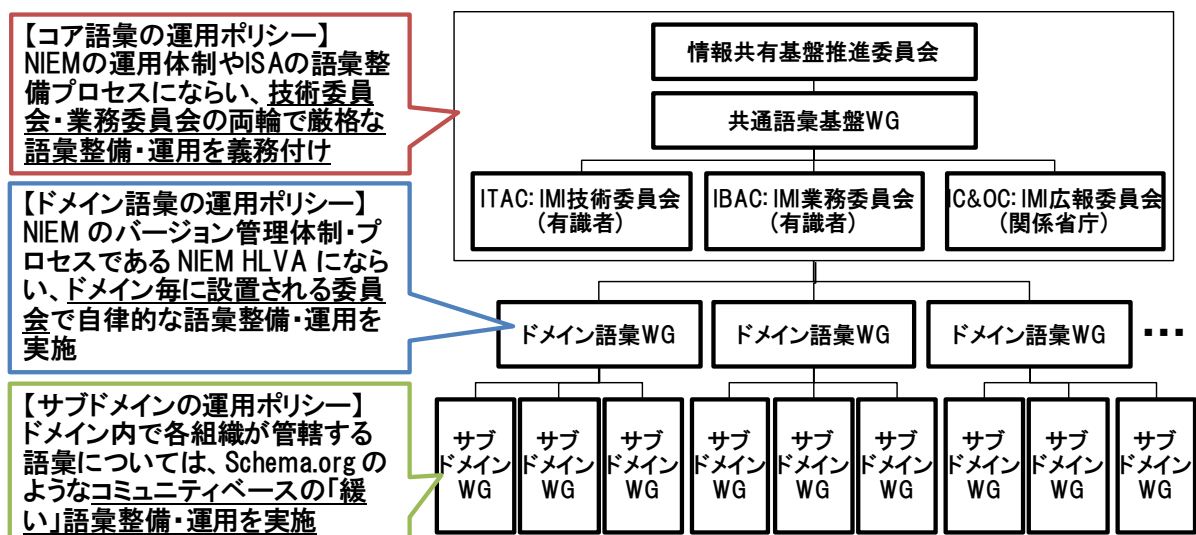 【コア語彙の運用ポリシー】
NIEMの運用体制やISAの語彙整
備プロセスにならい、技術委員
会・業務委員会の両輪で厳格な
語彙整備・運用を義務付け
【ドメイン語彙の運用ポリシー】
NIEM のバージョン管理体制・プ
ロセスである NIEM HLVA になら
い、ドメイン毎に設置される委員
会で自律的な語彙整備・運用を
実施
【サブドメインの運用ポリシー】
ドメイン内で各組織が管轄する
語彙については、Schema.org の
ようなコミュニティベースの「緩
い」語彙整備・運用を実施
情報共有基盤推進委員会
共通語彙基盤WG
ITAC: IMI技術委員会
(有識者)
IBAC: IMI業務委員会
(有識者)
IC&OC: IMI広報委員会
(関係省庁)
ドメイン語彙WG
ドメイン語彙WG
ドメイン語彙WG
…
サブ
ドメイン
WG
サブ
ドメイン
WG
サブ
ドメイン
WG
サブ
ドメイン
WG
サブ
ドメイン
WG
サブ
ドメイン
WG
サブ
ドメイン
WG
サブ
ドメイン
WG
サブ
ドメイン
WG